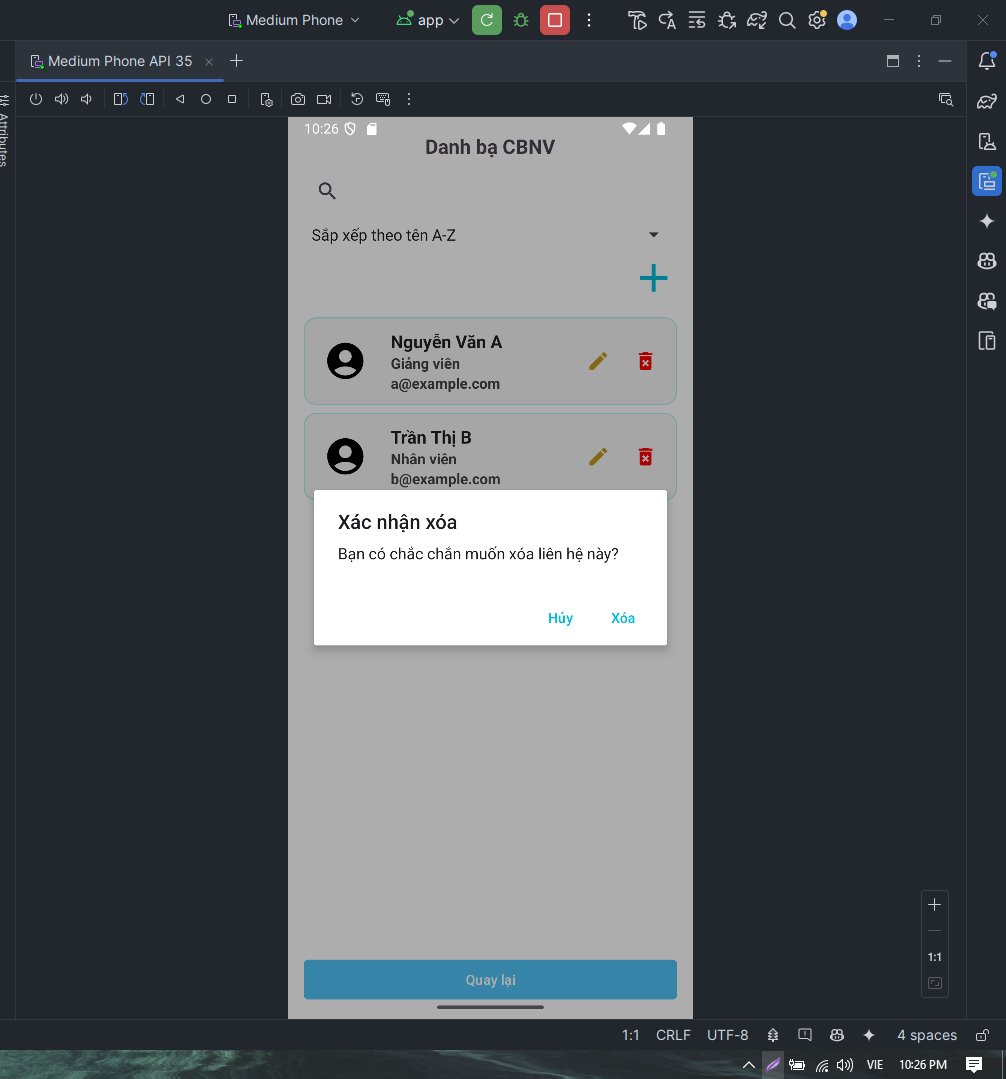 Medium Phone
app
Medium Phone API 35
Attributes
10:26
Danh bạ CBNV
Sắp xếp theo tên A-Z
Nguyễn Văn A
Giảng viên
a@example.com
Trần Thị B
Nhân viên
b@example.com
Xác nhận xóa
Bạn có chắc chắn muốn xóa liên hệ này?
Hủy Xóa
1:1
Quay lại
1:1 CRLF UTF-8 4 spaces
VIE 10:26 PM